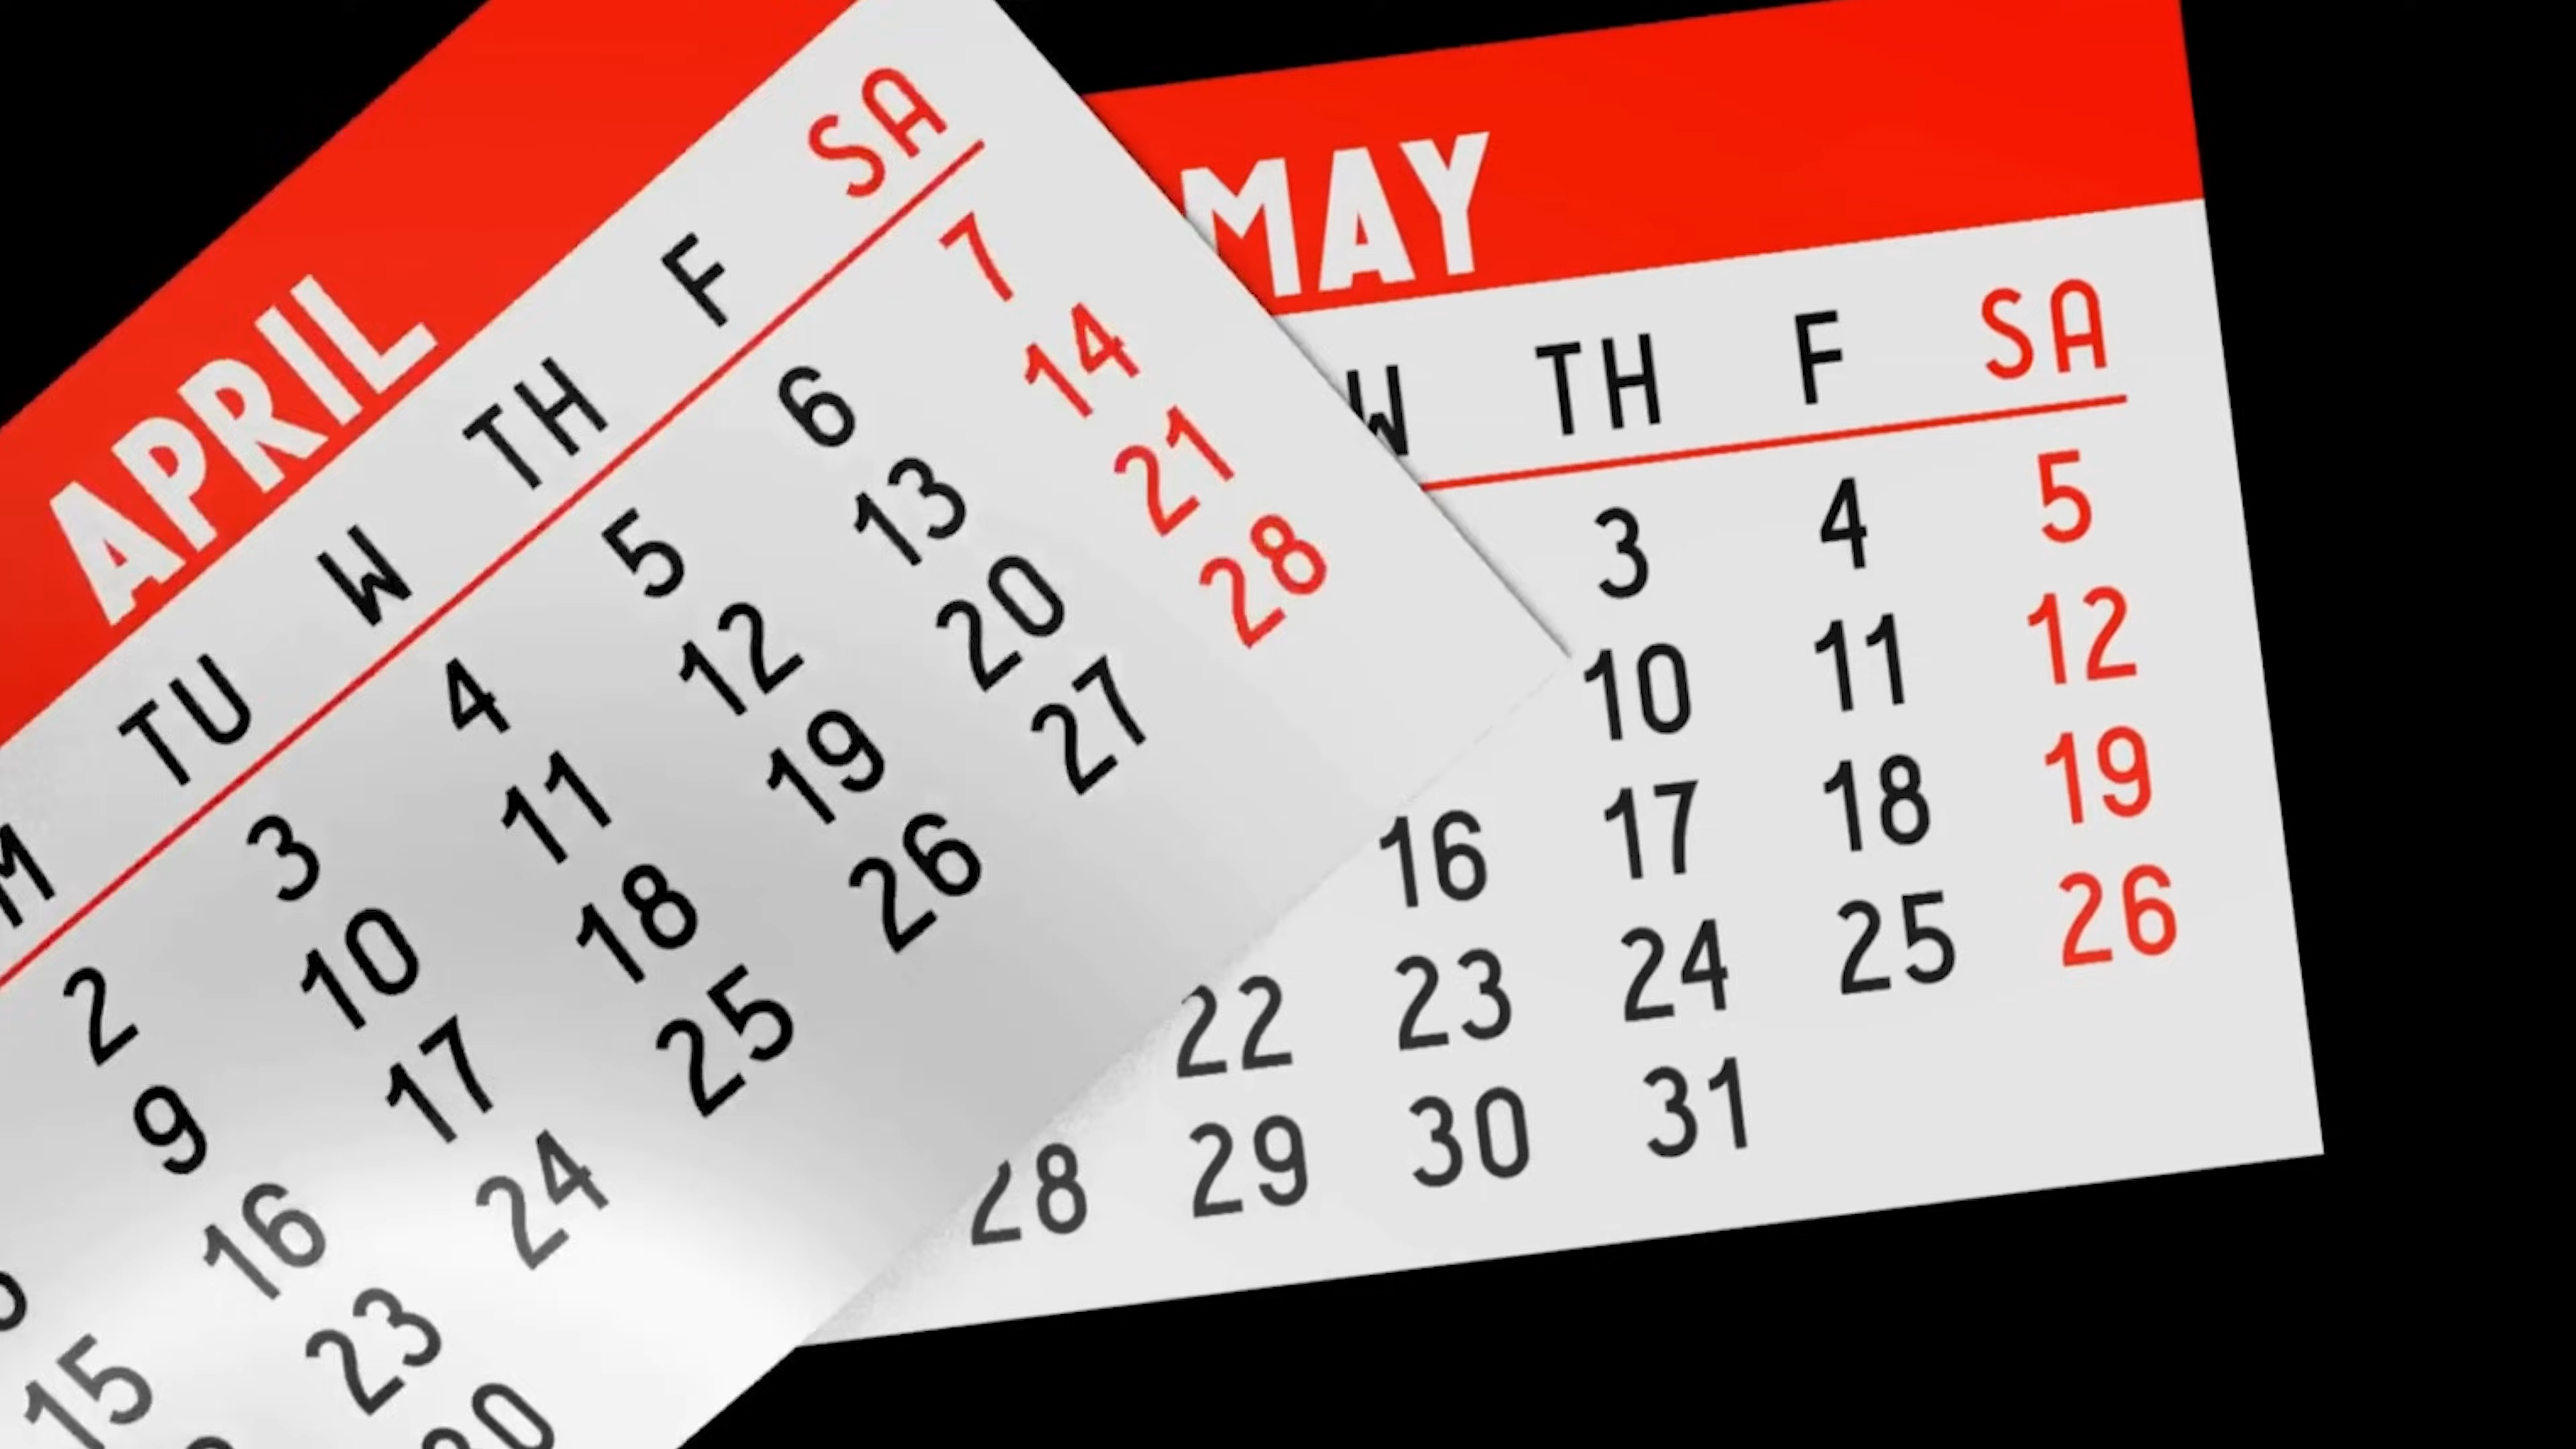 APRIL
M TU W TH F SA
2 3 4 5 6 7
9 10 11 12 13 14
15 16 17 18 19 20 21
23 24 25 26 27 28
30
MAY
W TH F SA
3 4 5
10 11 12
16 17 18 19
22 23 24 25 26
28 29 30 31